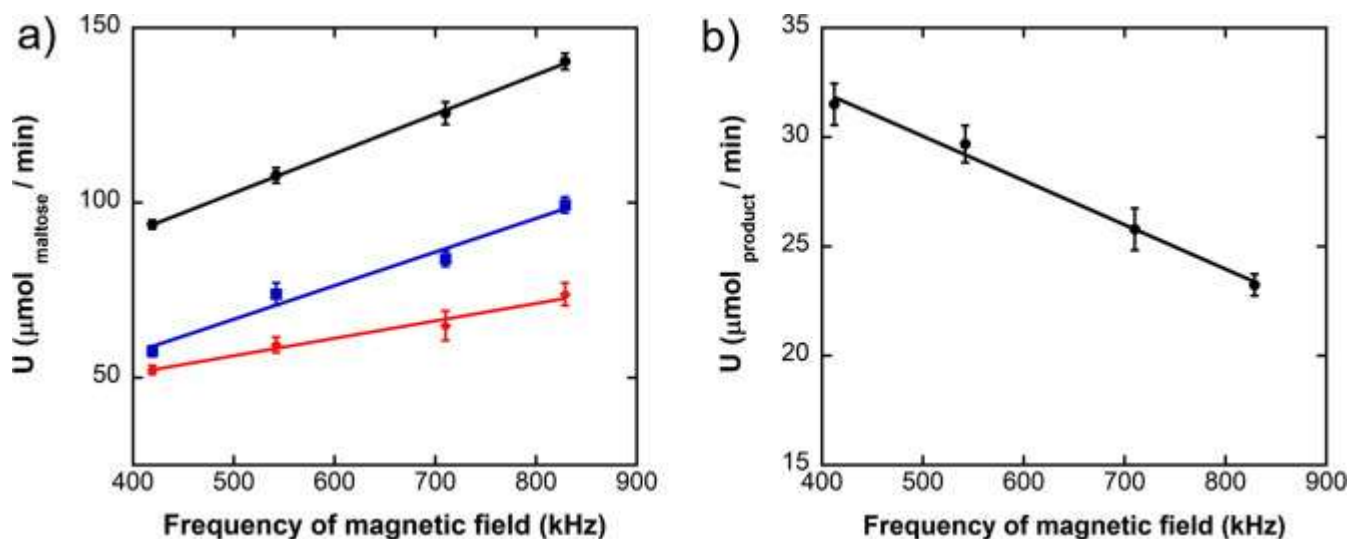 a)
U (μmol maltose / min)
150
100
50
400 500 600 700 800 900
Frequency of magnetic field (kHz)
b)
U (μmol product / min)
35
30
25
20
15
400 500 600 700 800 900
Frequency of magnetic field (kHz)